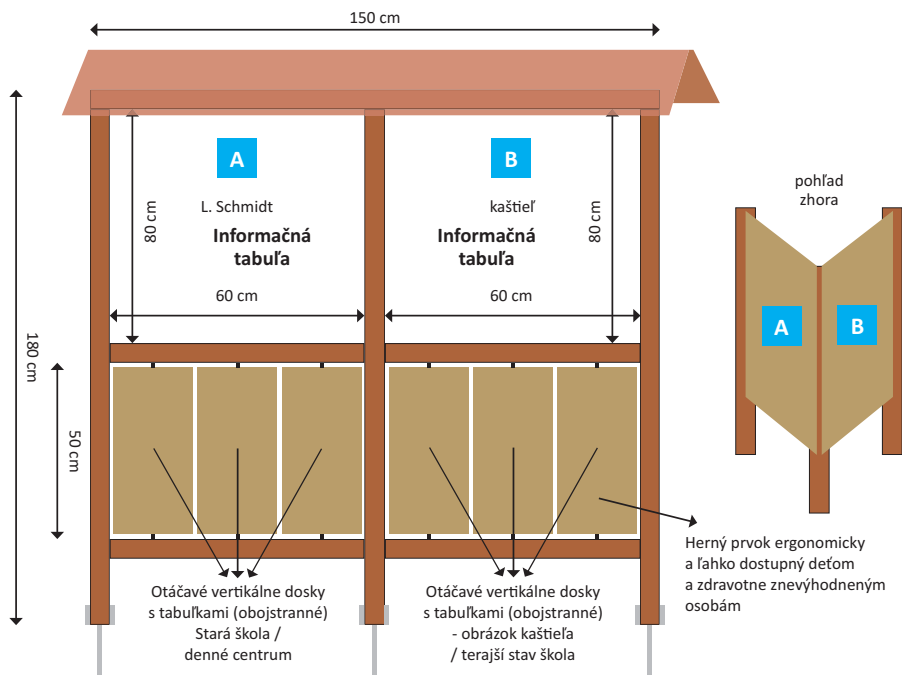 150 cm
A
B
L. Schmidt
kaštieľ
Informačná
tabuľa
Informačná
tabuľa
80 cm
80 cm
60 cm
60 cm
180 cm
50 cm
pohľad
zhora
A
B
Otáčavé vertikálne dosky
s tabuľkami (obojstranné)
Stará škola /
denné centrum
Otáčavé vertikálne dosky
s tabuľkami (obojstranné)
- obrázok kaštieľa
/ terajší stav škola
Herný prvok ergonomicky
a ľahko dostupný deťom
a zdravotne znevýhodneným
osobám